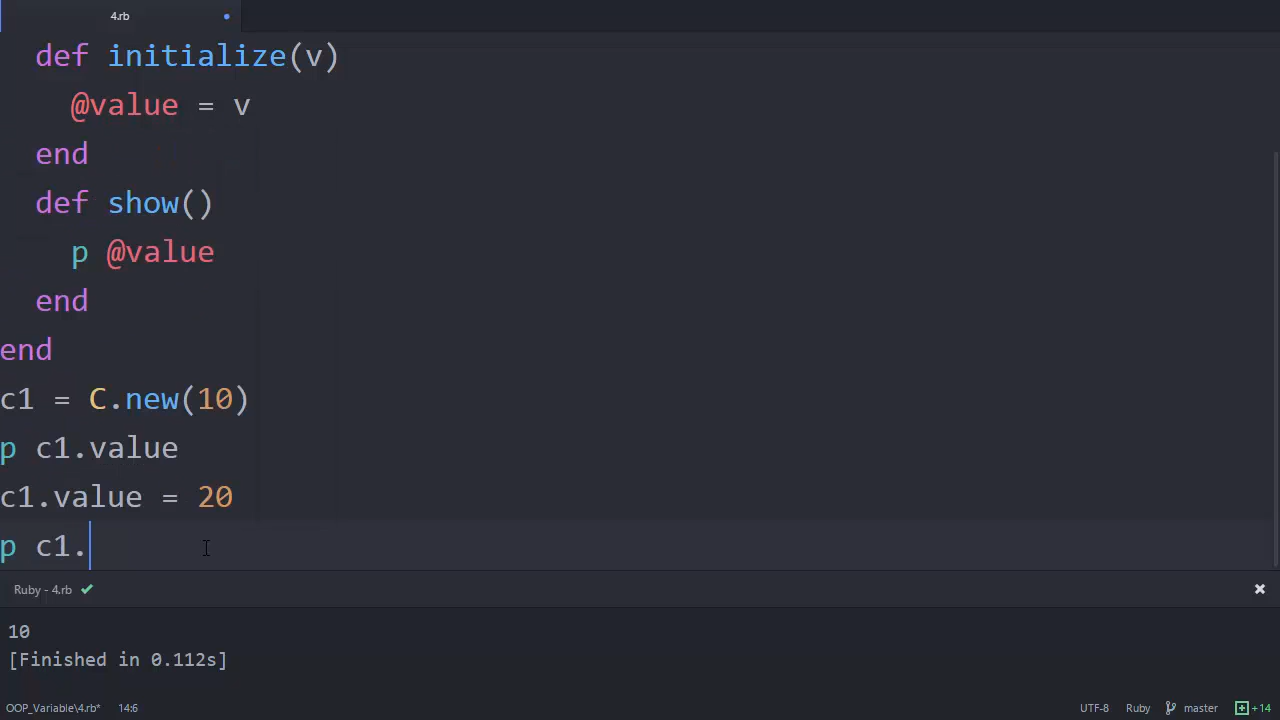 4.rb
def initialize(v)
@value = v
end
def show()
p @value
end
end
c1 = C.new(10)
p c1.value
c1.value = 20
p c1.
Ruby - 4.rb
10
[Finished in 0.112s]
OOP_Variable\4.rb* 14:6 UTF-8 Ruby master +14